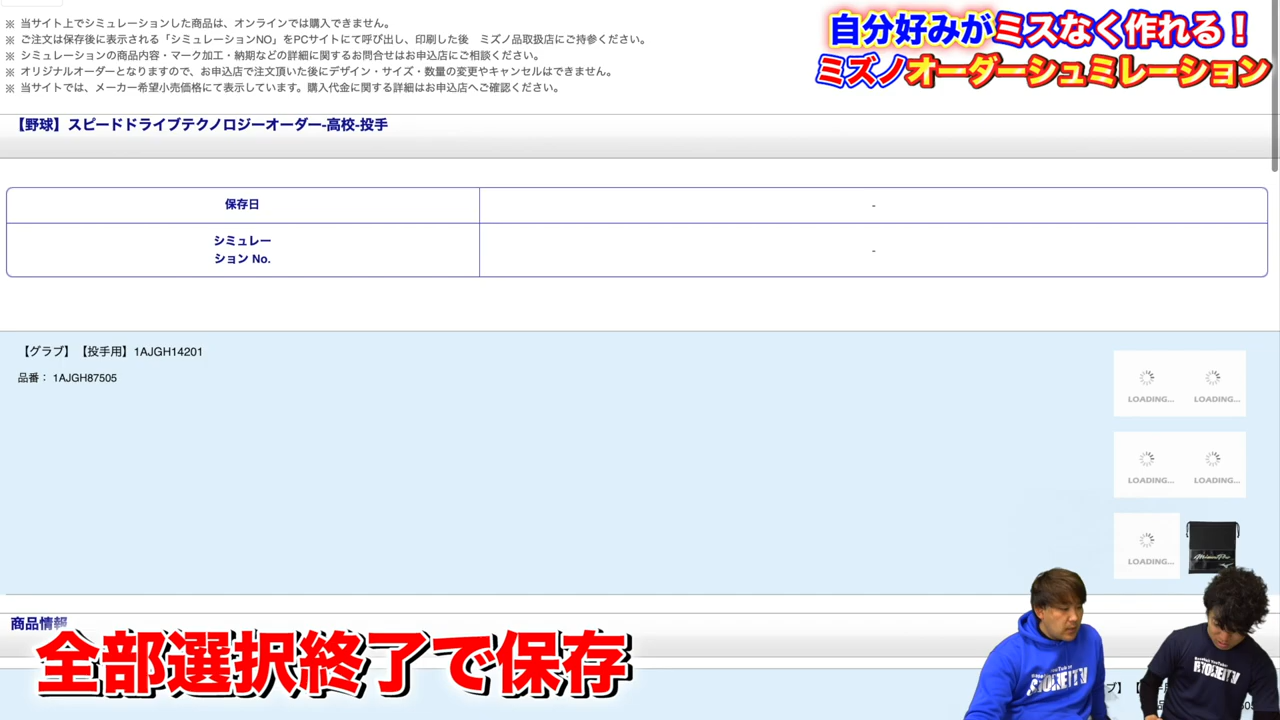 ※ 当サイト上でシミュレーションした商品は、オンラインでは購入できません。
※ ご注文は保存後に表示される「シミュレーションNO」をPCサイトにて呼び出し、印刷した後　ミズノ品取扱店にご持参ください。
※ シミュレーションの商品内容・マーク加工・納期などの詳細に関するお問合せはお申込店にご相談ください。
※ オリジナルオーダーとなりますので、お申込店で注文頂いた後にデザイン・サイズ・数量の変更やキャンセルはできません。
※ 当サイトでは、メーカー希望小売価格にて表示しています。購入代金に関する詳細はお申込店へご確認ください。
自分好みがミスなく作れる！
ミズノオーダーシュミレーション
【野球】スピードドライブテクノロジーオーダー-高校-投手
保存日
-
シミュレー
ション No.
-
【グラブ】【投手用】1AJGH14201
品番： 1AJGH87505
LOADING... LOADING...
LOADING... LOADING...
LOADING...
MizunoPro
商品情報
全部選択終了で保存